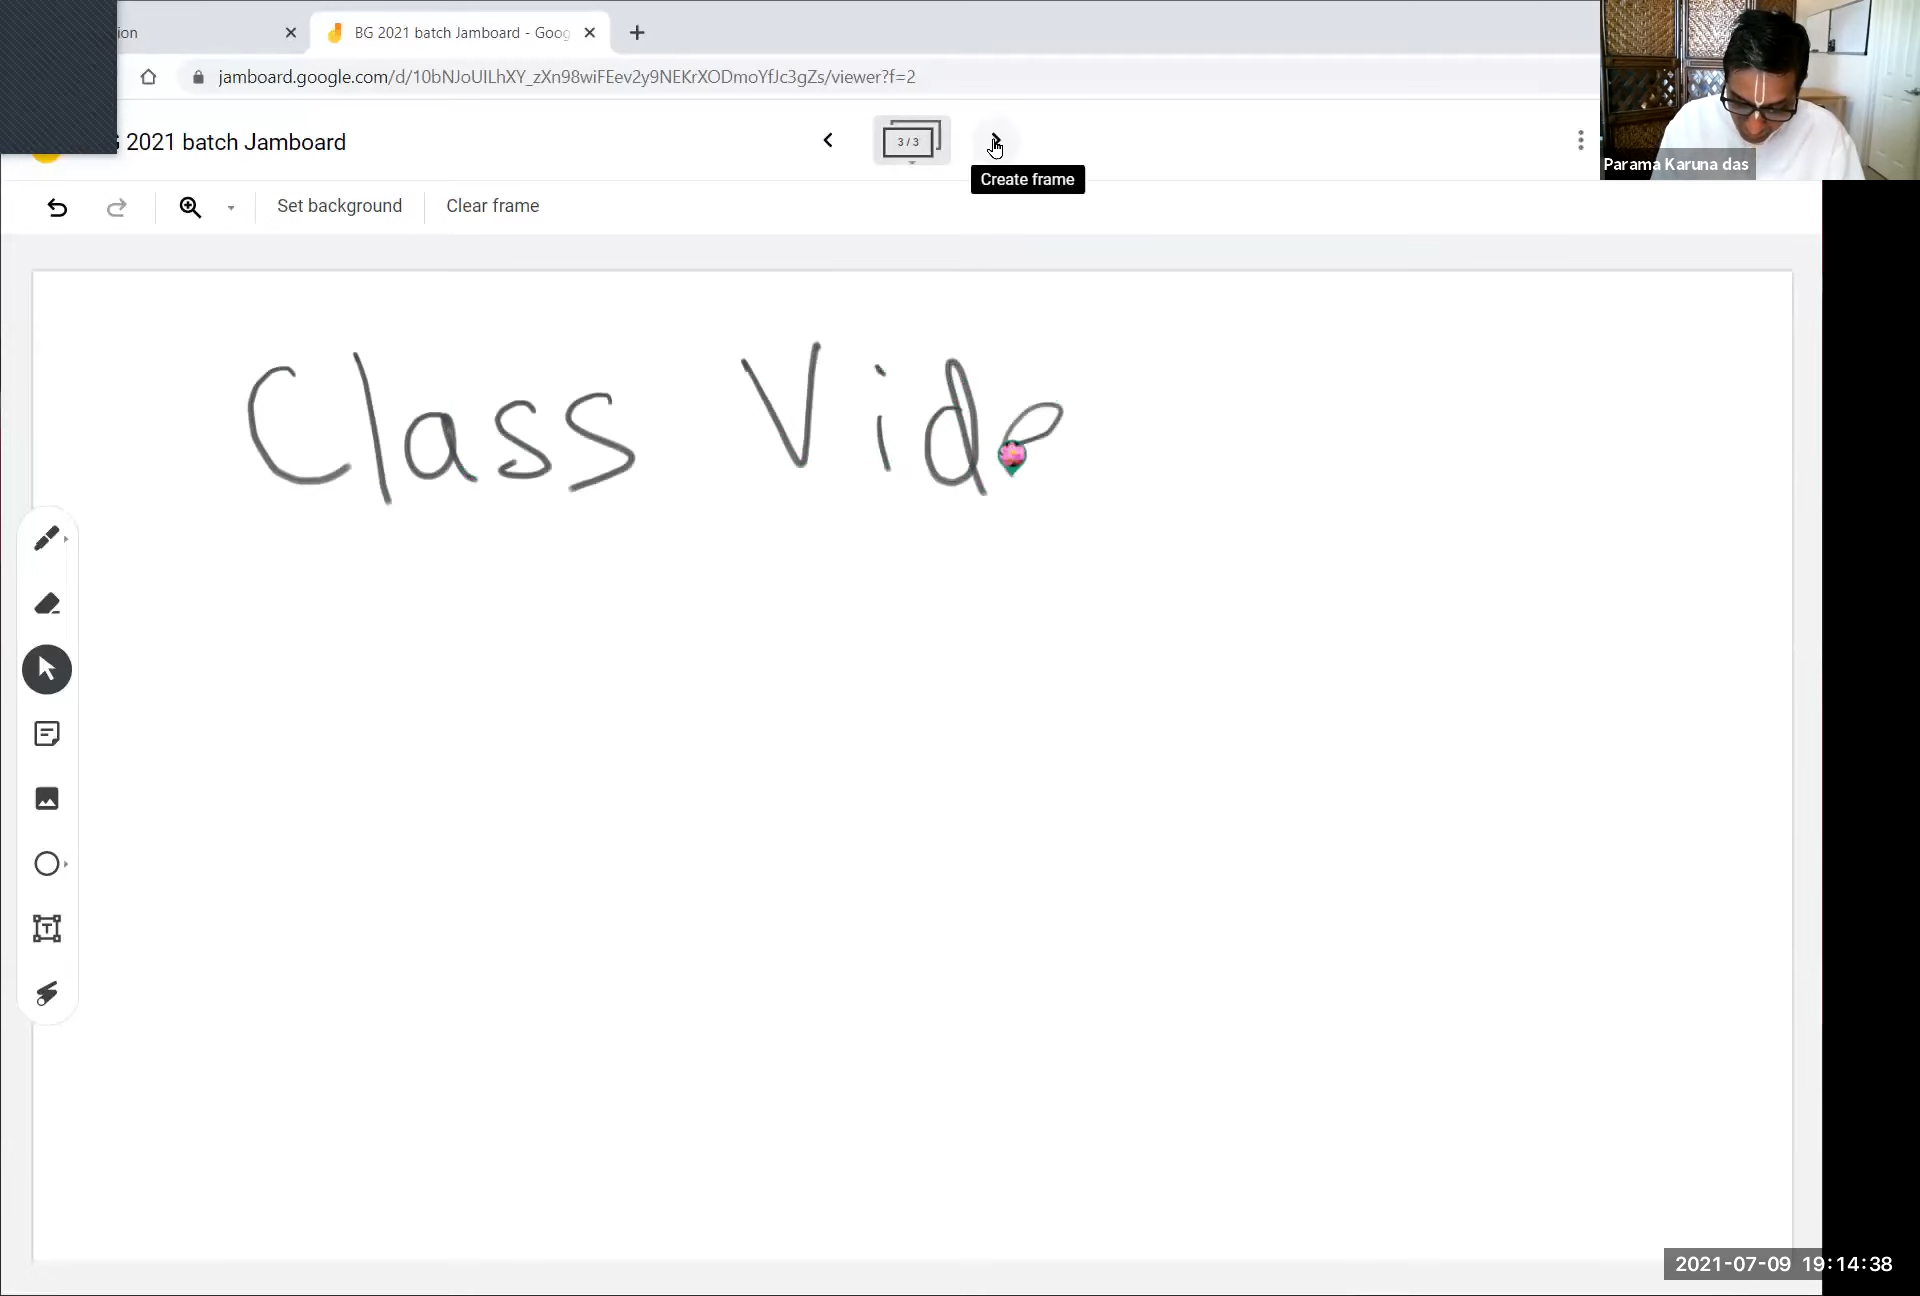 ion
BG 2021 batch Jamboard - Goog
jamboard.google.com/d/10bNJoUILhXY_zXn98wiFEev2y9NEKrXODmoYfJc3gZs/viewer?f=2
2021 batch Jamboard
3 / 3
Create frame
Parama Karuna das
Set background
Clear frame
Class Vide
2021-07-09 19:14:38